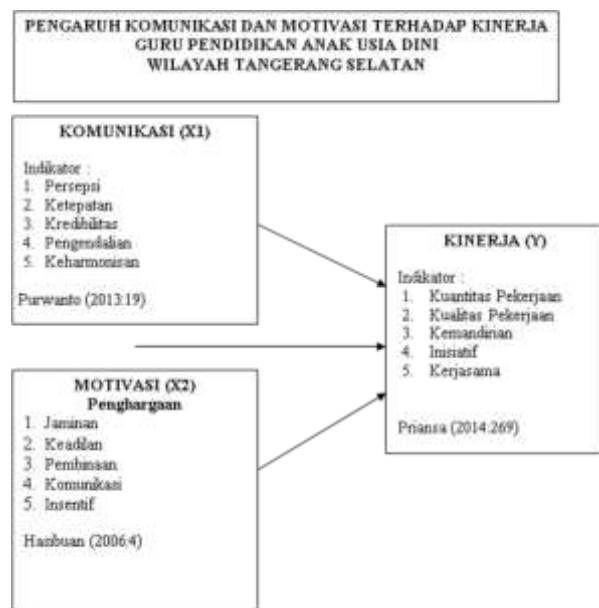 PENGARUH KOMUNIKASI DAN MOTIVASI TERHADAP KINERJA
GURU PENDIDIKAN ANAK USIA DINI
WILAYAH TANGERANG SELATAN
KOMUNIKASI (X1)
Indikator :
1. Persepsi
2. Ketepatan
3. Kredibilitas
4. Pengendalian
5. Keharmonisan
Purwanto (2013:19)
MOTIVASI (X2)
Penghargaan
1. Jaminan
2. Keadilan
3. Pembinaan
4. Komunikasi
5. Insentif
Hasibuan (2006:4)
KINERJA (Y)
Indikator :
1. Kuantitas Pekerjaan
2. Kualitas Pekerjaan
3. Kemandirian
4. Inisiatif
5. Kerjasama
Priansa (2014:269)